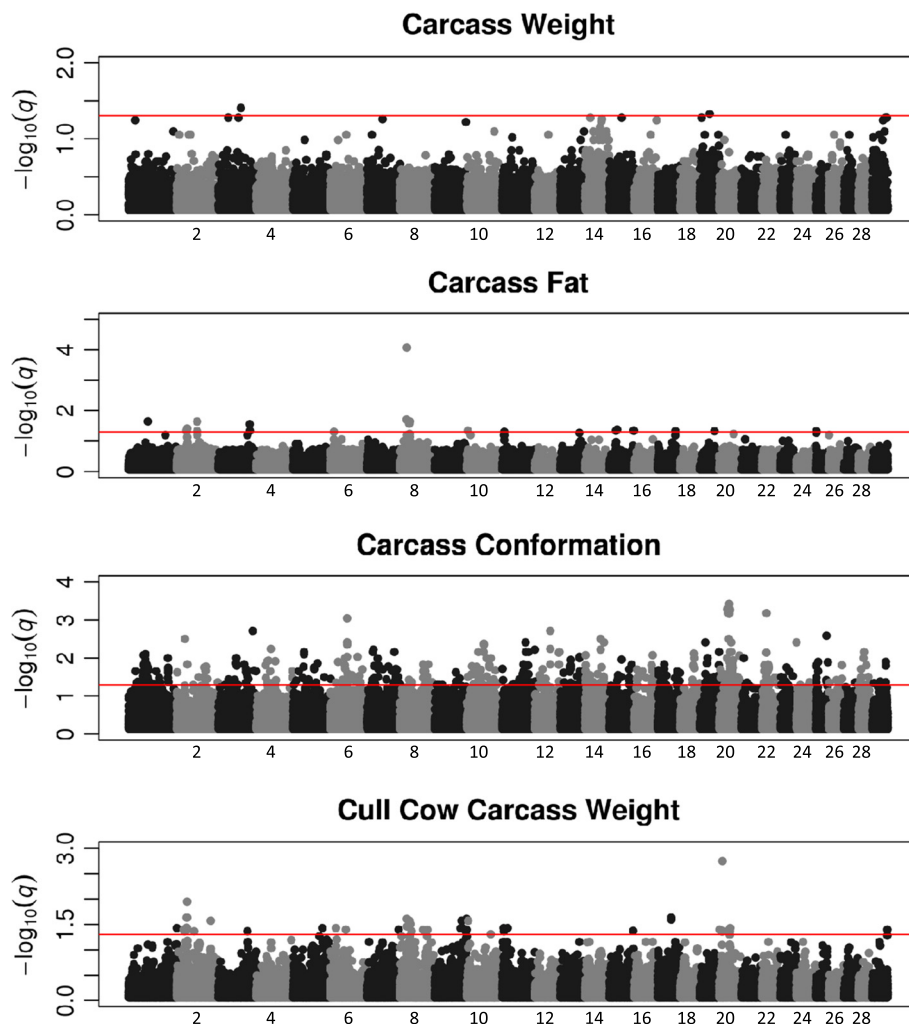 Carcass Weight
2.0
1.0
0.0
−log10(q)
2 4 6 8 10 12 14 16 18 20 22 24 26 28
Carcass Fat
4
2
0
−log10(q)
2 4 6 8 10 12 14 16 18 20 22 24 26 28
Carcass Conformation
4
3
2
1
0
−log10(q)
2 4 6 8 10 12 14 16 18 20 22 24 26 28
Cull Cow Carcass Weight
3.0
1.5
0.0
−log10(q)
2 4 6 8 10 12 14 16 18 20 22 24 26 28